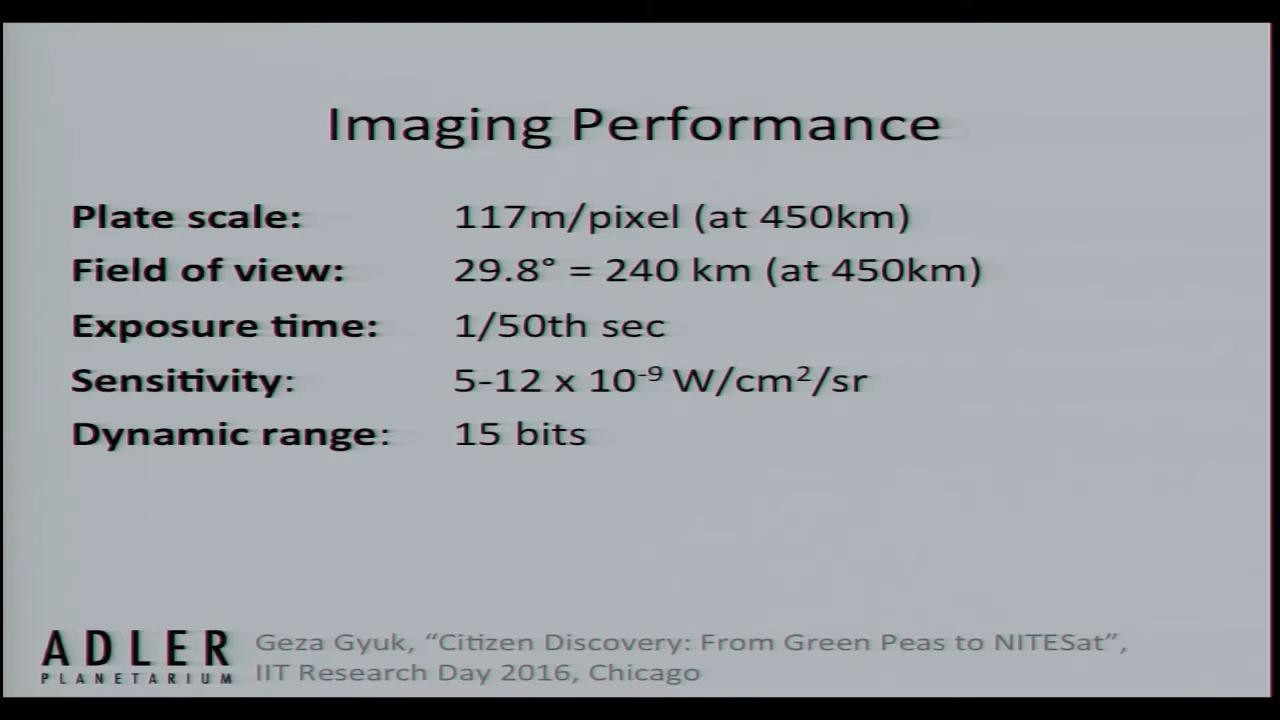 Imaging Performance
Plate scale: 117m/pixel (at 450km)
Field of view: 29.8° = 240 km (at 450km)
Exposure time: 1/50th sec
Sensitivity: 5-12 x 10⁻⁹ W/cm²/sr
Dynamic range: 15 bits
ADLER
PLANETARIUM
Geza Gyuk, “Citizen Discovery: From Green Peas to NITESat”,
IIT Research Day 2016, Chicago